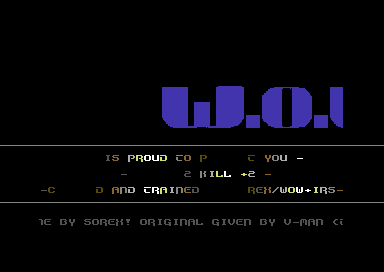 W.O.
IS PROUD TO P T YOU -
- 2 KILL +2 -
-C D AND TRAINED REX/WOW+IRS-
BY SOREX! ORIGINAL GIVEN BY V-MAN